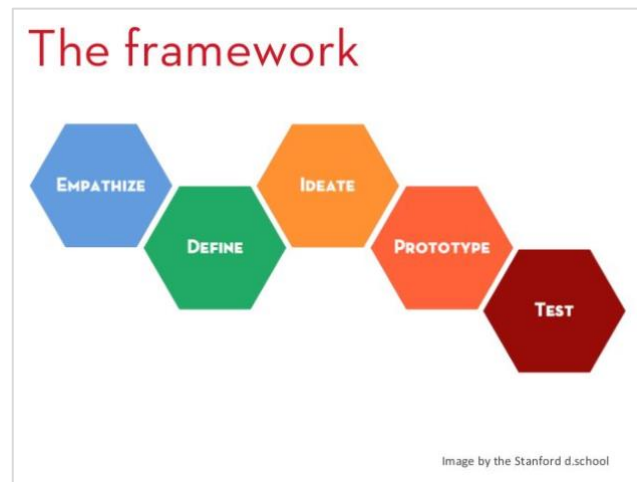 The framework
EMPATHIZE
DEFINE
IDEATE
PROTOTYPE
TEST
Image by the Stanford d.school